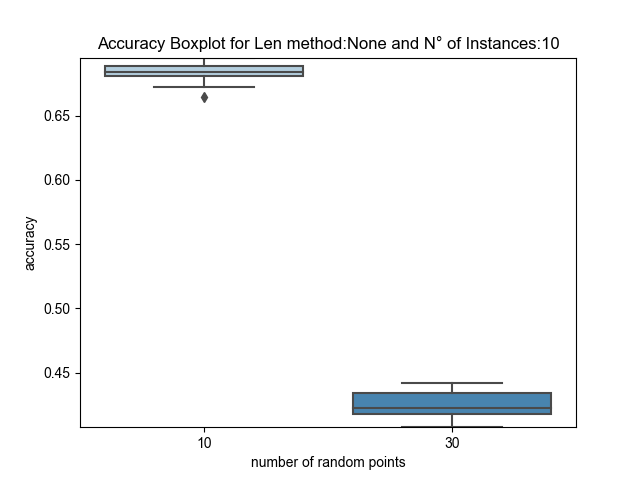 Accuracy Boxplot for Len method:None and N° of Instances:10
0.65
0.60
0.55
0.50
0.45
accuracy
10
30
number of random points